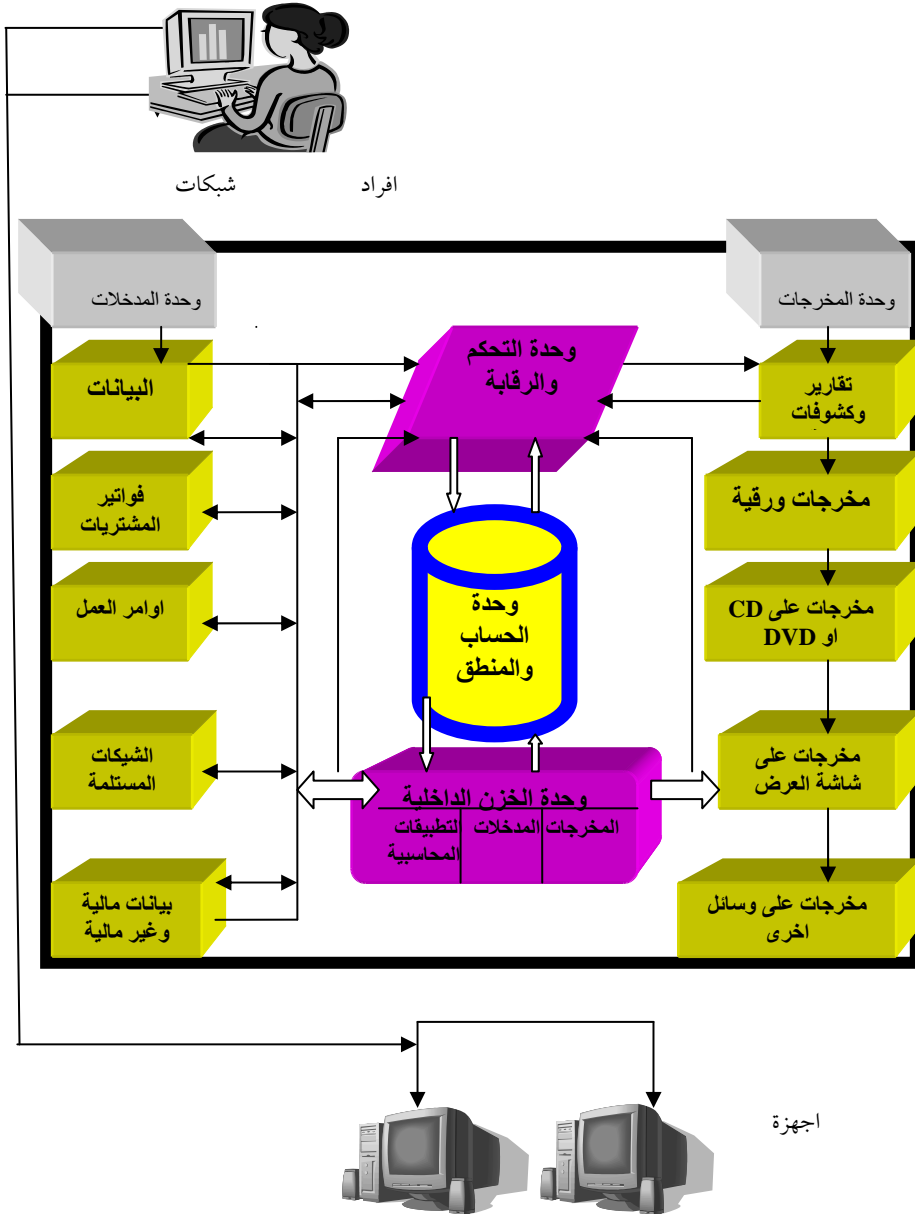 افراد
شبكات
وحدة المدخلات
وحدة المخرجات
البيانات
فواتير
المشتريات
اوامر العمل
الشيكات
المستلمة
بيانات مالية
وغير مالية
وحدة التحكم
والرقابة
وحدة
الحساب
والمنطق
وحدة الخزن الداخلية
المخرجات
المدخلات
لتطبيقات
المحاسبية
تقارير
وكشوفات
مخرجات ورقية
مخرجات على CD
او DVD
مخرجات على
شاشة العرض
مخرجات على وسائل
اخرى
اجهزة